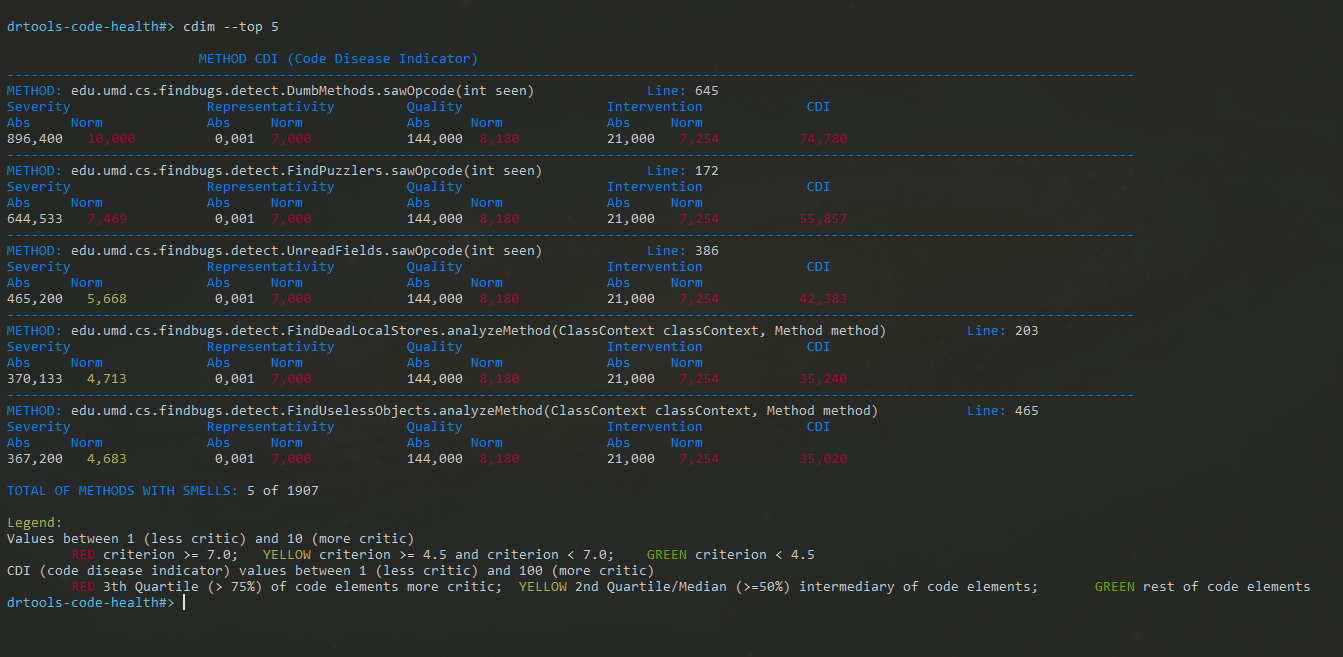 drtools-code-health#> cdim --top 5
METHOD CDI (Code Disease Indicator)
--------------------------------------------------------------------------------------------------------------------------------------------
METHOD: edu.umd.cs.findbugs.detect.DumbMethods.sawOpcode(int seen) Line: 645
Severity Representativity Quality Intervention CDI
Abs Norm Abs Norm Abs Norm Abs Norm
896,400 10,000 0,001 7,000 144,000 8,180 21,000 7,254 74,780
--------------------------------------------------------------------------------------------------------------------------------------------
METHOD: edu.umd.cs.findbugs.detect.FindPuzzlers.sawOpcode(int seen) Line: 172
Severity Representativity Quality Intervention CDI
Abs Norm Abs Norm Abs Norm Abs Norm
644,533 7,469 0,001 7,000 144,000 8,180 21,000 7,254 55,857
--------------------------------------------------------------------------------------------------------------------------------------------
METHOD: edu.umd.cs.findbugs.detect.UnreadFields.sawOpcode(int seen) Line: 386
Severity Representativity Quality Intervention CDI
Abs Norm Abs Norm Abs Norm Abs Norm
465,200 5,668 0,001 7,000 144,000 8,180 21,000 7,254 42,383
--------------------------------------------------------------------------------------------------------------------------------------------
METHOD: edu.umd.cs.findbugs.detect.FindDeadLocalStores.analyzeMethod(ClassContext classContext, Method method) Line: 203
Severity Representativity Quality Intervention CDI
Abs Norm Abs Norm Abs Norm Abs Norm
370,133 4,713 0,001 7,000 144,000 8,180 21,000 7,254 35,240
--------------------------------------------------------------------------------------------------------------------------------------------
METHOD: edu.umd.cs.findbugs.detect.FindUselessObjects.analyzeMethod(ClassContext classContext, Method method) Line: 465
Severity Representativity Quality Intervention CDI
Abs Norm Abs Norm Abs Norm Abs Norm
367,200 4,683 0,001 7,000 144,000 8,180 21,000 7,254 35,020
TOTAL OF METHODS WITH SMELLS: 5 of 1907
Legend:
Values between 1 (less critic) and 10 (more critic)
RED criterion >= 7.0; YELLOW criterion >= 4.5 and criterion < 7.0; GREEN criterion < 4.5
CDI (code disease indicator) values between 1 (less critic) and 100 (more critic)
RED 3th Quartile (> 75%) of code elements more critic; YELLOW 2nd Quartile/Median (>=50%) intermediary of code elements; GREEN rest of code elements
drtools-code-health#>